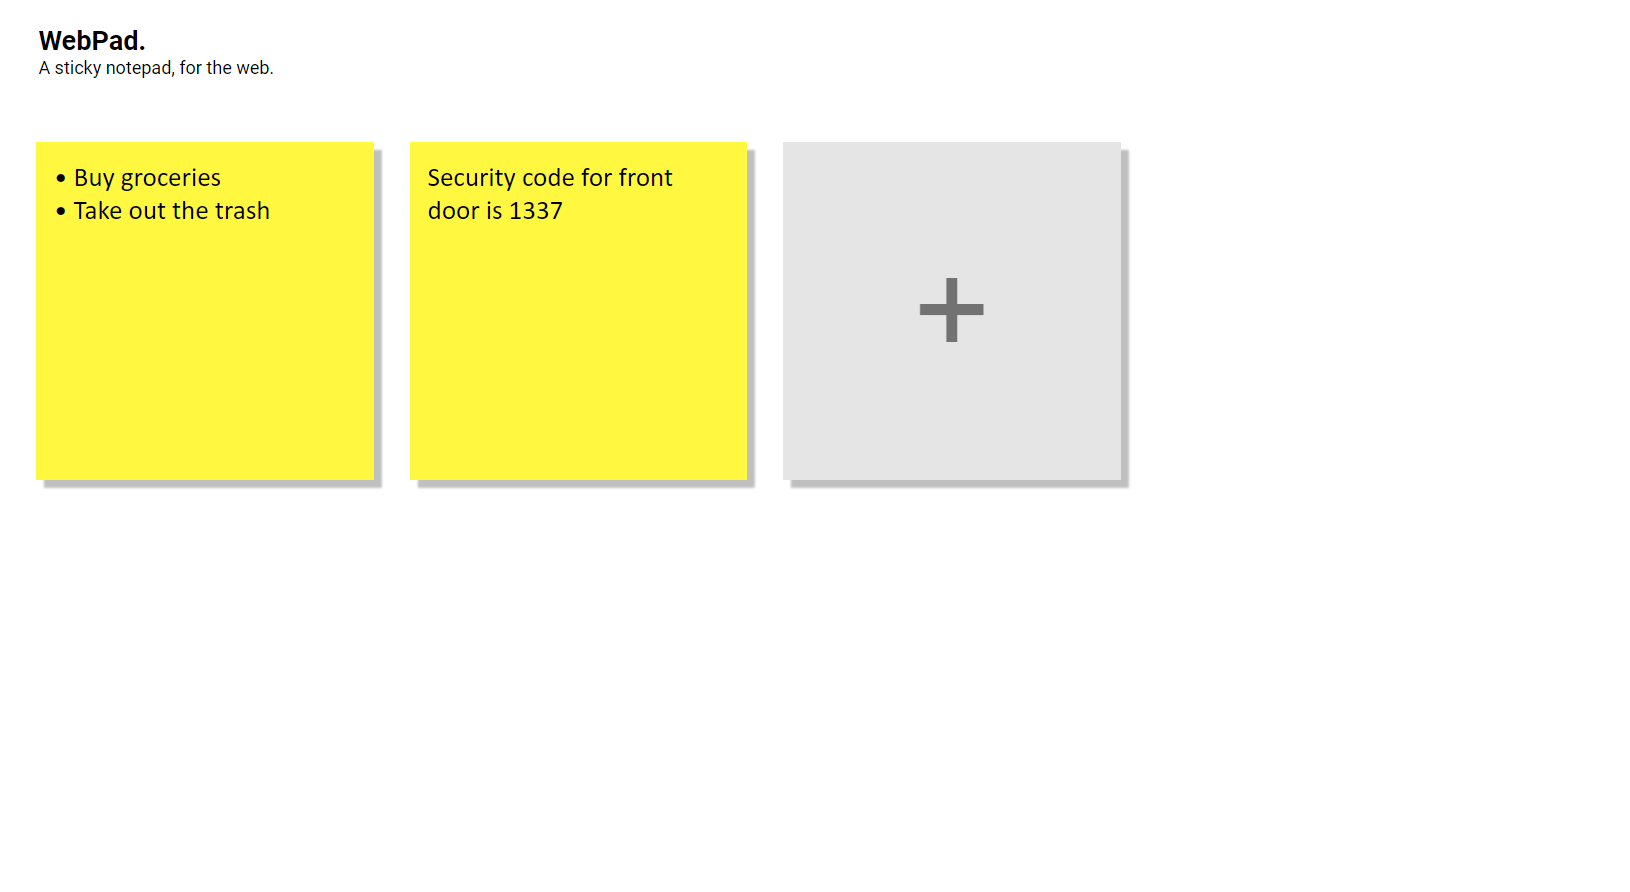 WebPad.
A sticky notepad, for the web.
• Buy groceries
• Take out the trash
Security code for front
door is 1337
+